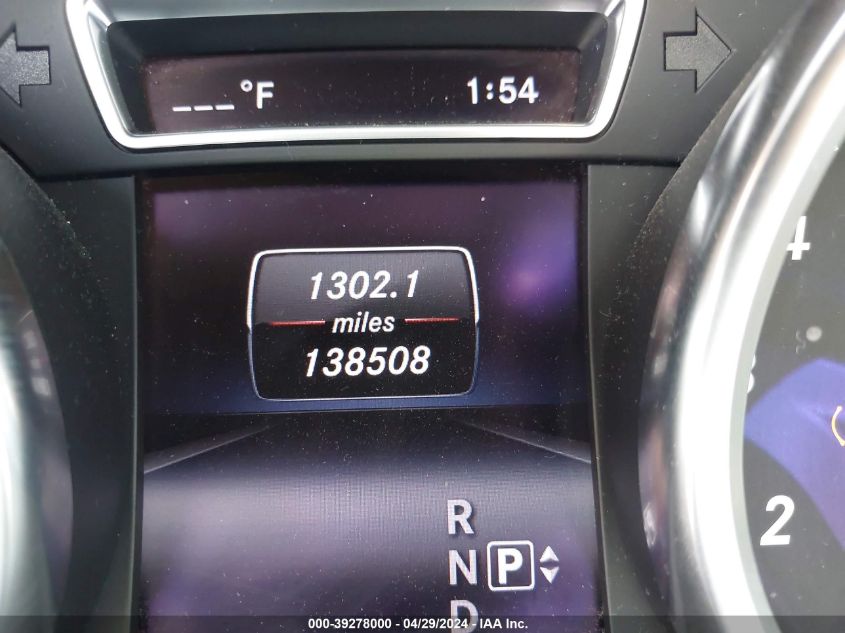 ___°F 1:54
1302.1
miles
138508
4
2
R
N P
D
000-39278000 - 04/29/2024 - IAA Inc.